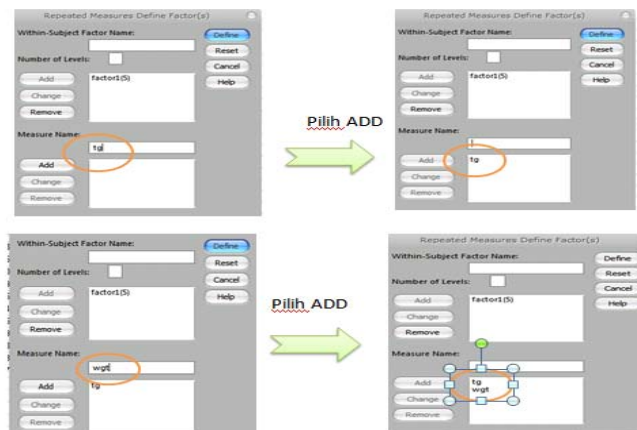 Repeated Measures Define Factor(s)
Within-Subject Factor Name:
Define
Number of Levels:
Reset
Cancel
Add
factor1(5)
Help
Change
Remove
Measure Name:
tg
Add
Change
Remove
Pilih ADD
Repeated Measures Define Factor(s)
Within-Subject Factor Name:
Define
Number of Levels:
Reset
Cancel
Add
factor1(5)
Help
Change
Remove
Measure Name:
Add
tg
Change
Remove
Within-Subject Factor Name:
Define
Number of Levels:
Reset
Cancel
Add
factor1(5)
Help
Change
Remove
Measure Name:
wgt
Add
tg
Change
Remove
Pilih ADD
Repeated Measures Define Factor(s)
Within-Subject Factor Name:
Define
Number of Levels:
Reset
Cancel
Add
factor1(5)
Help
Change
Remove
Measure Name:
Add
tg
wgt
Change
Remove